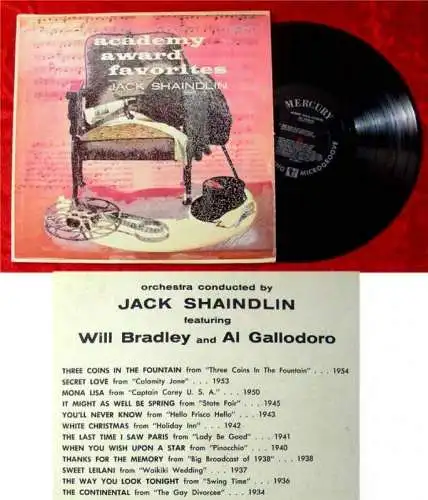 academy
award
favorites
JACK SHAINDLIN
MERCURY
MICROGROOVE
orchestra conducted by
JACK SHAINDLIN
featuring
Will Bradley and Al Gallodoro
THREE COINS IN THE FOUNTAIN from "Three Coins In The Fountain" . . . 1954
SECRET LOVE from "Calamity Jane" . . . 1953
MONA LISA from "Captain Carey U. S. A." . . . 1950
IT MIGHT AS WELL BE SPRING from "State Fair" . . . 1945
YOU'LL NEVER KNOW from "Hello Frisco Hello" . . . 1943
WHITE CHRISTMAS from "Holiday Inn" . . . 1942
THE LAST TIME I SAW PARIS from "Lady Be Good" . . . 1941
WHEN YOU WISH UPON A STAR from "Pinocchio" . . . 1940
THANKS FOR THE MEMORY from "Big Broadcast of 1938" . . . 1938
SWEET LEILANI from "Waikiki Wedding" . . . 1937
THE WAY YOU LOOK TONIGHT from "Swing Time" . . . 1936
THE CONTINENTAL from "The Gay Divorcee" . . . 1934